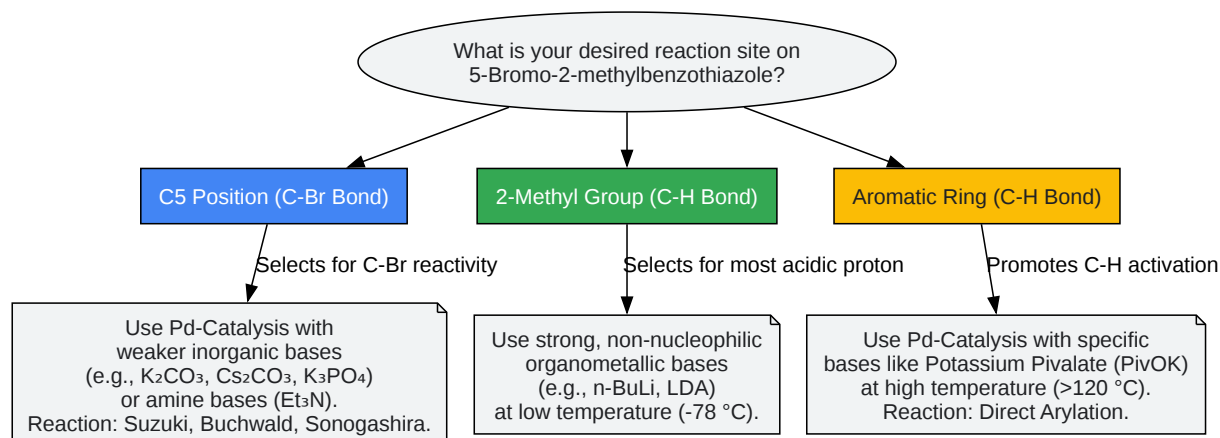 What is your desired reaction site on
5-Bromo-2-methylbenzothiazole?
C5 Position (C-Br Bond)
2-Methyl Group (C-H Bond)
Aromatic Ring (C-H Bond)
Selects for C-Br reactivity
Selects for most acidic proton
Promotes C-H activation
Use Pd-Catalysis with
weaker inorganic bases
(e.g., K₂CO₃, Cs₂CO₃, K₃PO₄)
or amine bases (Et₃N).
Reaction: Suzuki, Buchwald, Sonogashira.
Use strong, non-nucleophilic
organometallic bases
(e.g., n-BuLi, LDA)
at low temperature (-78 °C).
Use Pd-Catalysis with specific
bases like Potassium Pivalate (PivOK)
at high temperature (>120 °C).
Reaction: Direct Arylation.